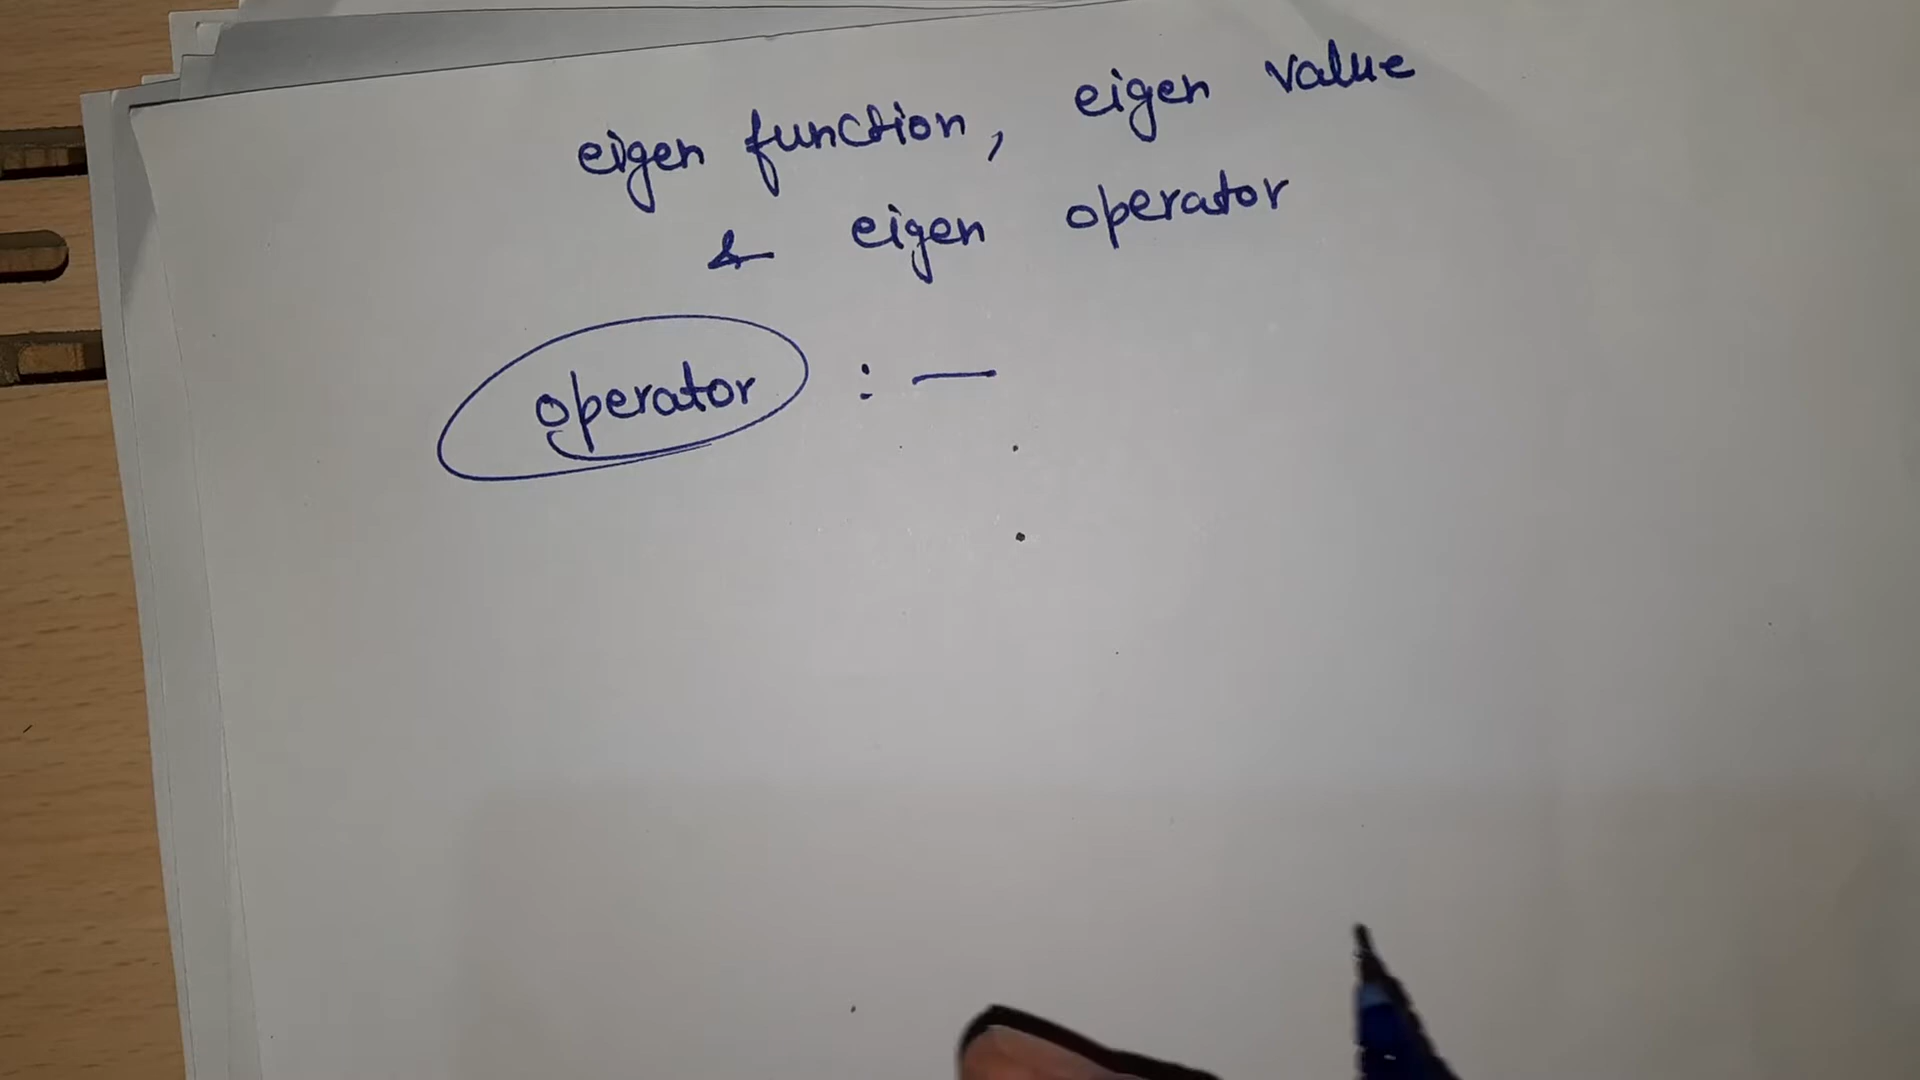 eigen function, eigen value
& eigen operator
operator : —